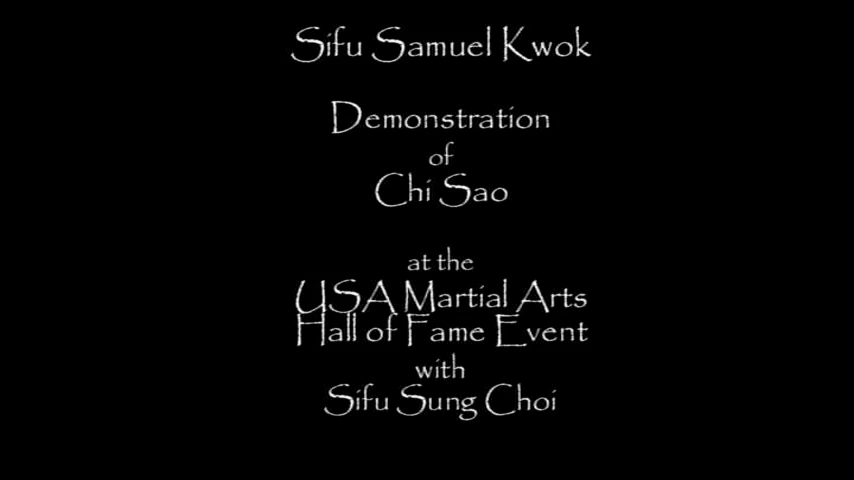 Sifu Samuel Kwok
Demonstration
of
Chi Sao
at the
USA Martial Arts
Hall of Fame Event
with
Sifu Sung Choi